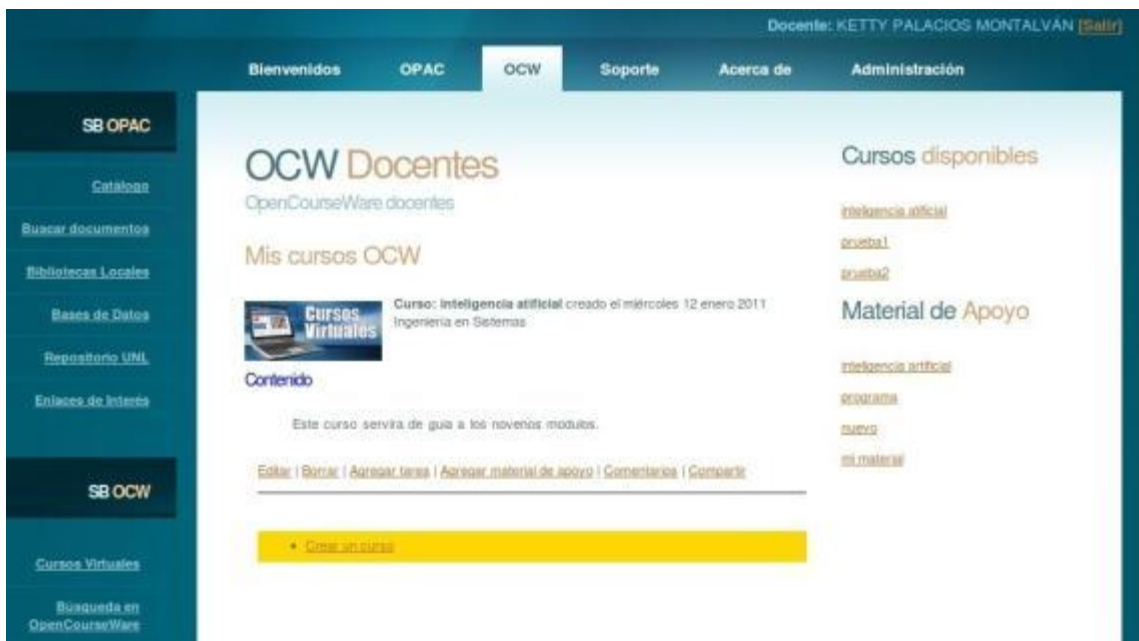 Docente: KETTY PALACIOS MONTALVÁN [Salir]
Bienvenidos OPAC OCW Soporte Acerca de Administración
SB OPAC
Catálogo
Buscar documentos
Bibliotecas Locales
Bases de Datos
Repositorio UNL
Enlaces de Interés
SB OCW
Cursos Virtuales
Búsqueda en
OpenCourseWare
OCW Docentes
OpenCourseWare docentes
Mis cursos OCW
Cursos
Virtuales
Curso: Inteligencia atificial creado el miércoles 12 enero 2011
Ingeniería en Sistemas
Contenido
Este curso servira de guia a los novenos modulos.
Editar | Borrar | Agregar tarea | Agregar material de apoyo | Comentarios | Compartir
Crear un curso
Cursos disponibles
inteligencia atificial
prueba1
prueba2
Material de Apoyo
inteligencia artificial
programa
nuevo
mi material